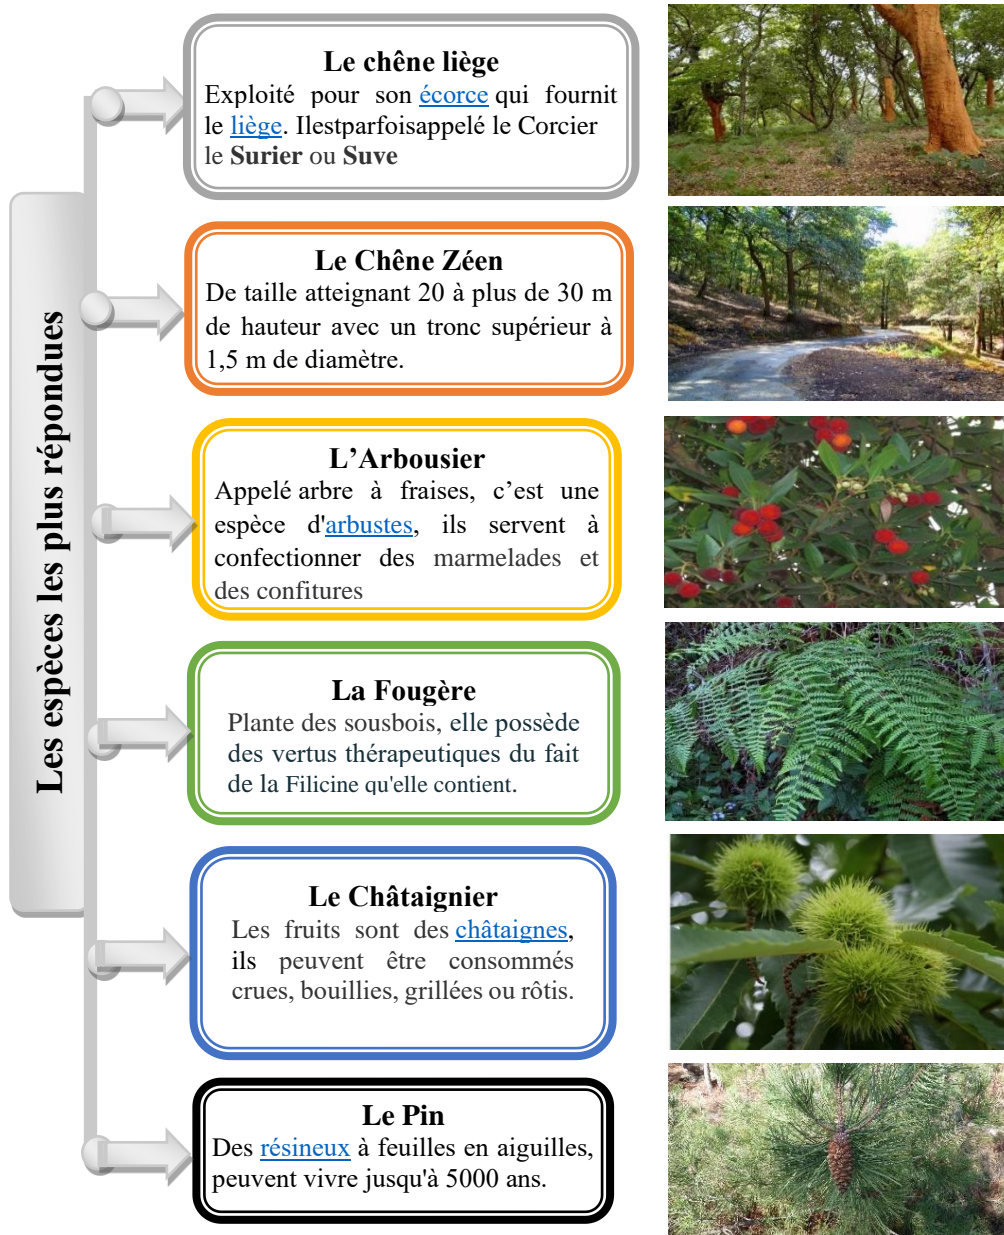 Les espèces les plus répondues
Le chêne liège
Exploité pour son écorce qui fournit
le liège. Ilestparfoisappelé le Corcier
le Surier ou Suve
Le Chêne Zéen
De taille atteignant 20 à plus de 30 m
de hauteur avec un tronc supérieur à
1,5 m de diamètre.
L’Arbousier
Appelé arbre à fraises, c’est une
espèce d'arbustes, ils servent à
confectionner des marmelades et
des confitures
La Fougère
Plante des sousbois, elle possède
des vertus thérapeutiques du fait
de la Filicine qu'elle contient.
Le Châtaignier
Les fruits sont des châtaignes,
ils peuvent être consommés
crues, bouillies, grillées ou rôtis.
Le Pin
Des résineux à feuilles en aiguilles,
peuvent vivre jusqu'à 5000 ans.